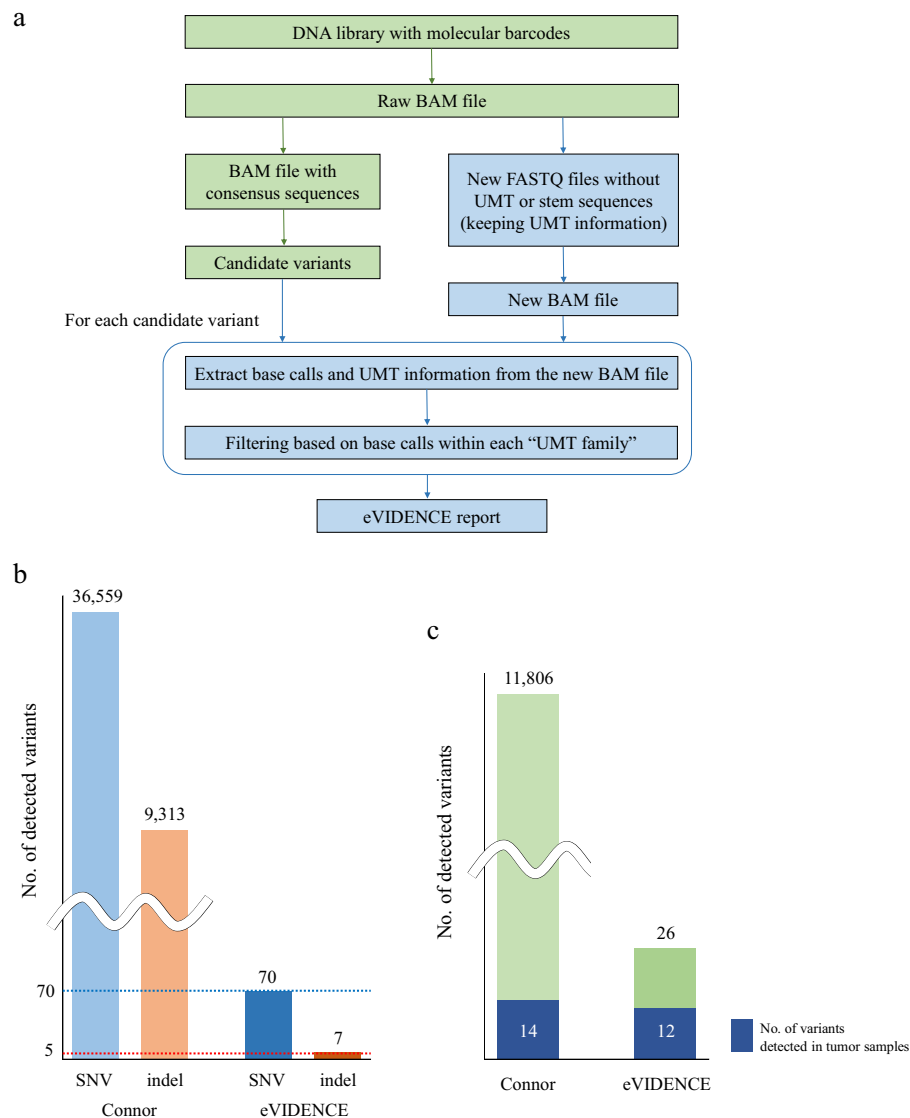 a
DNA library with molecular barcodes
Raw BAM file
BAM file with
consensus sequences
New FASTQ files without
UMT or stem sequences
(keeping UMT information)
Candidate variants
New BAM file
For each candidate variant
Extract base calls and UMT information from the new BAM file
Filtering based on base calls within each “UMT family”
eVIDENCE report
b
No. of detected variants
36,559
9,313
70
5
70
7
SNV
indel
SNV
indel
Connor
eVIDENCE
c
No. of detected variants
11,806
26
14
12
Connor
eVIDENCE
No. of variants
detected in tumor samples